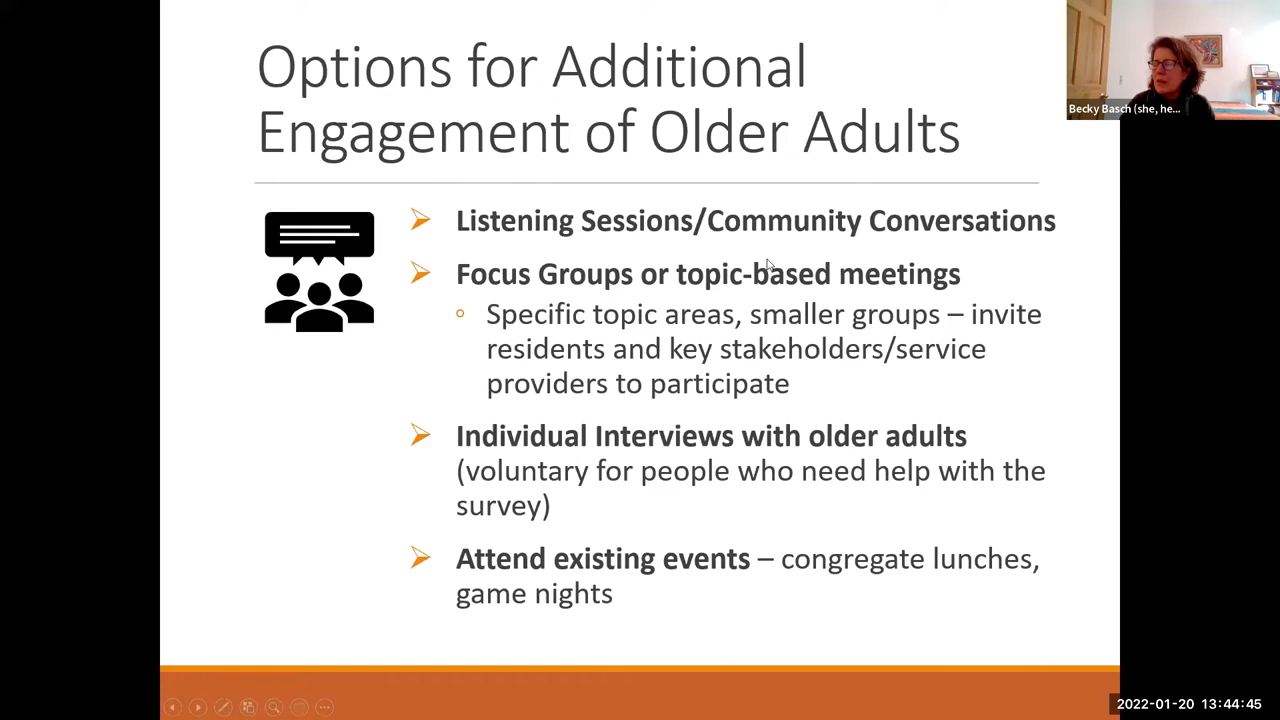 Options for Additional
Engagement of Older Adults
Becky Basch (she, he...
Listening Sessions/Community Conversations
Focus Groups or topic-based meetings
Specific topic areas, smaller groups – invite
residents and key stakeholders/service
providers to participate
Individual Interviews with older adults
(voluntary for people who need help with the
survey)
Attend existing events – congregate lunches,
game nights
2022-01-20 13:44:45